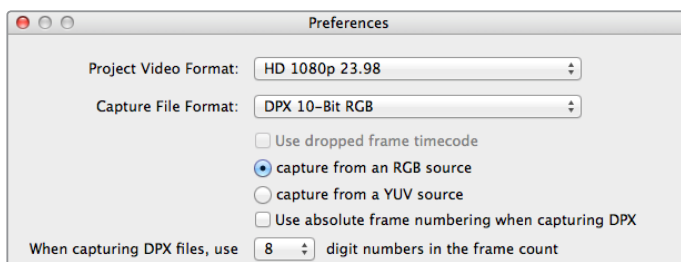 Preferences
Project Video Format: HD 1080p 23.98
Capture File Format: DPX 10-Bit RGB
Use dropped frame timecode
capture from an RGB source
capture from a YUV source
Use absolute frame numbering when capturing DPX
When capturing DPX files, use 8 digit numbers in the frame count